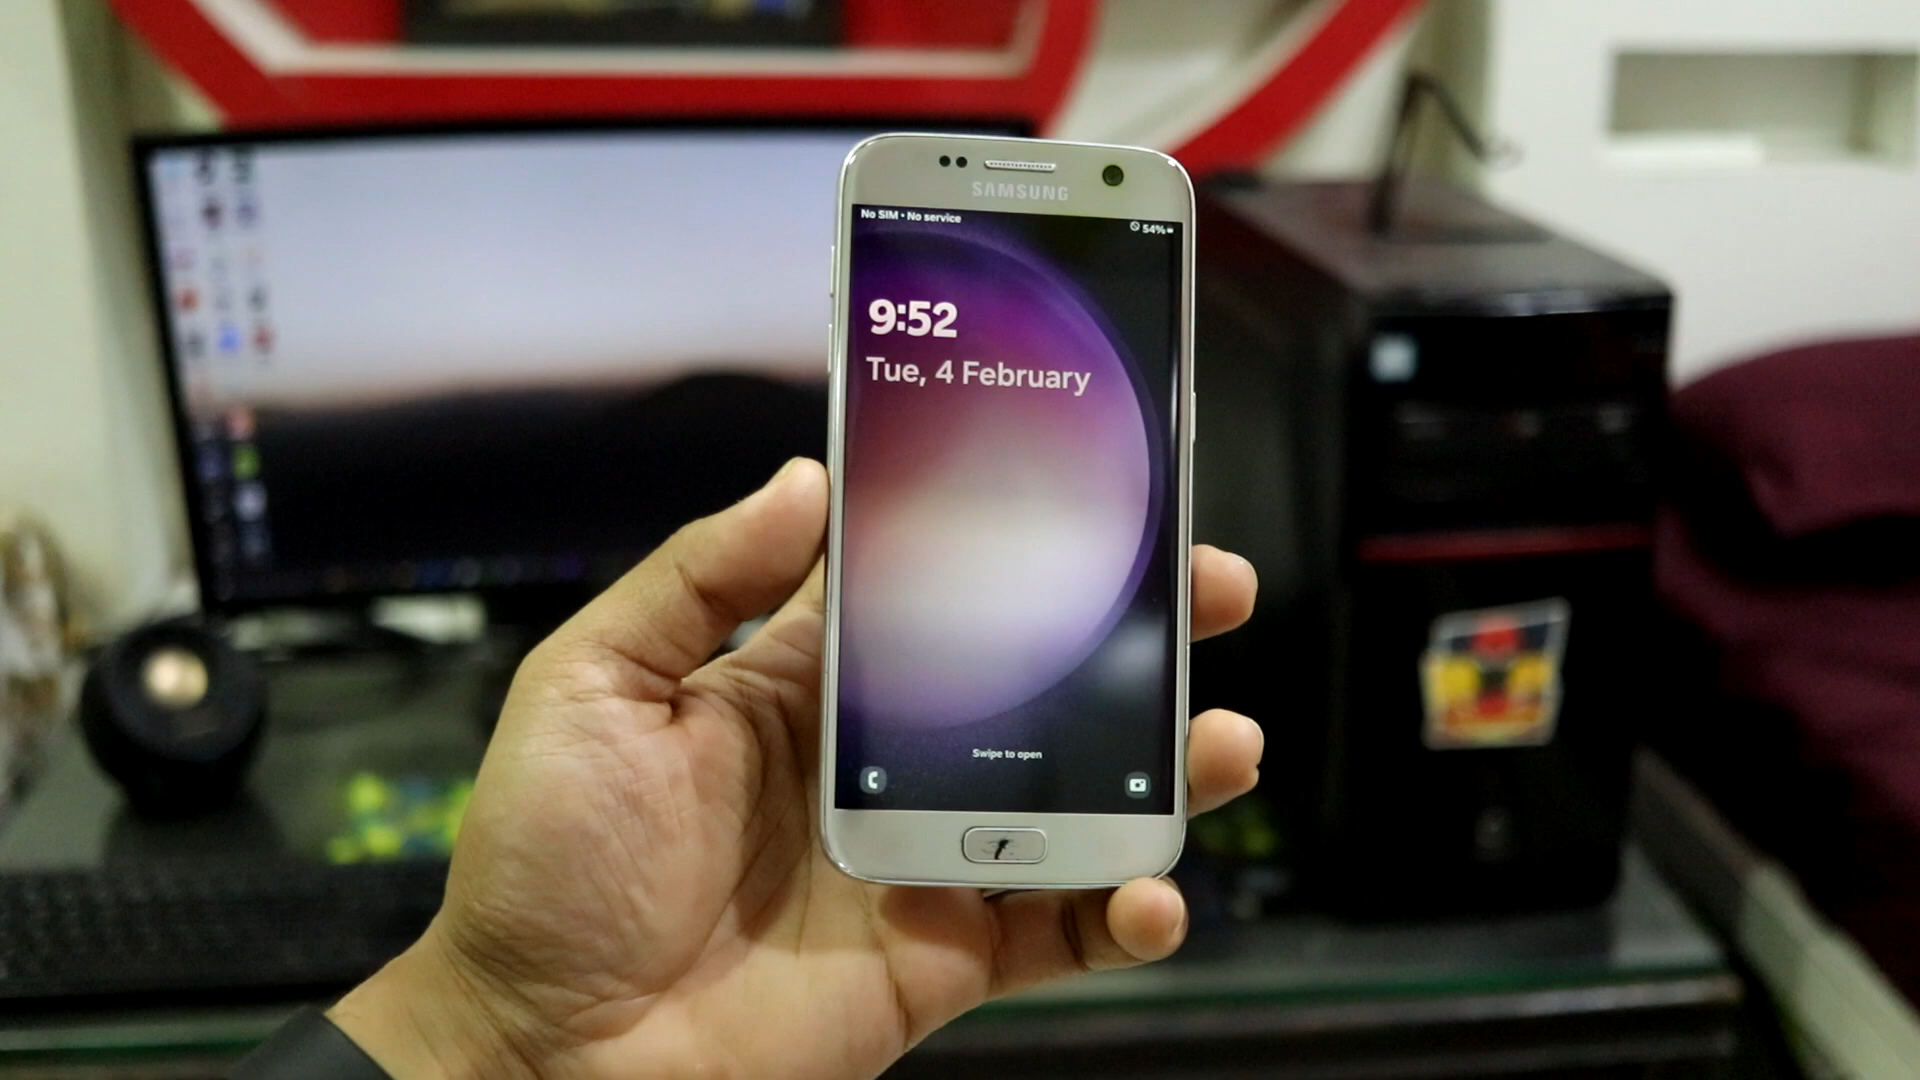 SAMSUNG
No SIM • No service
54%
9:52
Tue, 4 February
Swipe to open